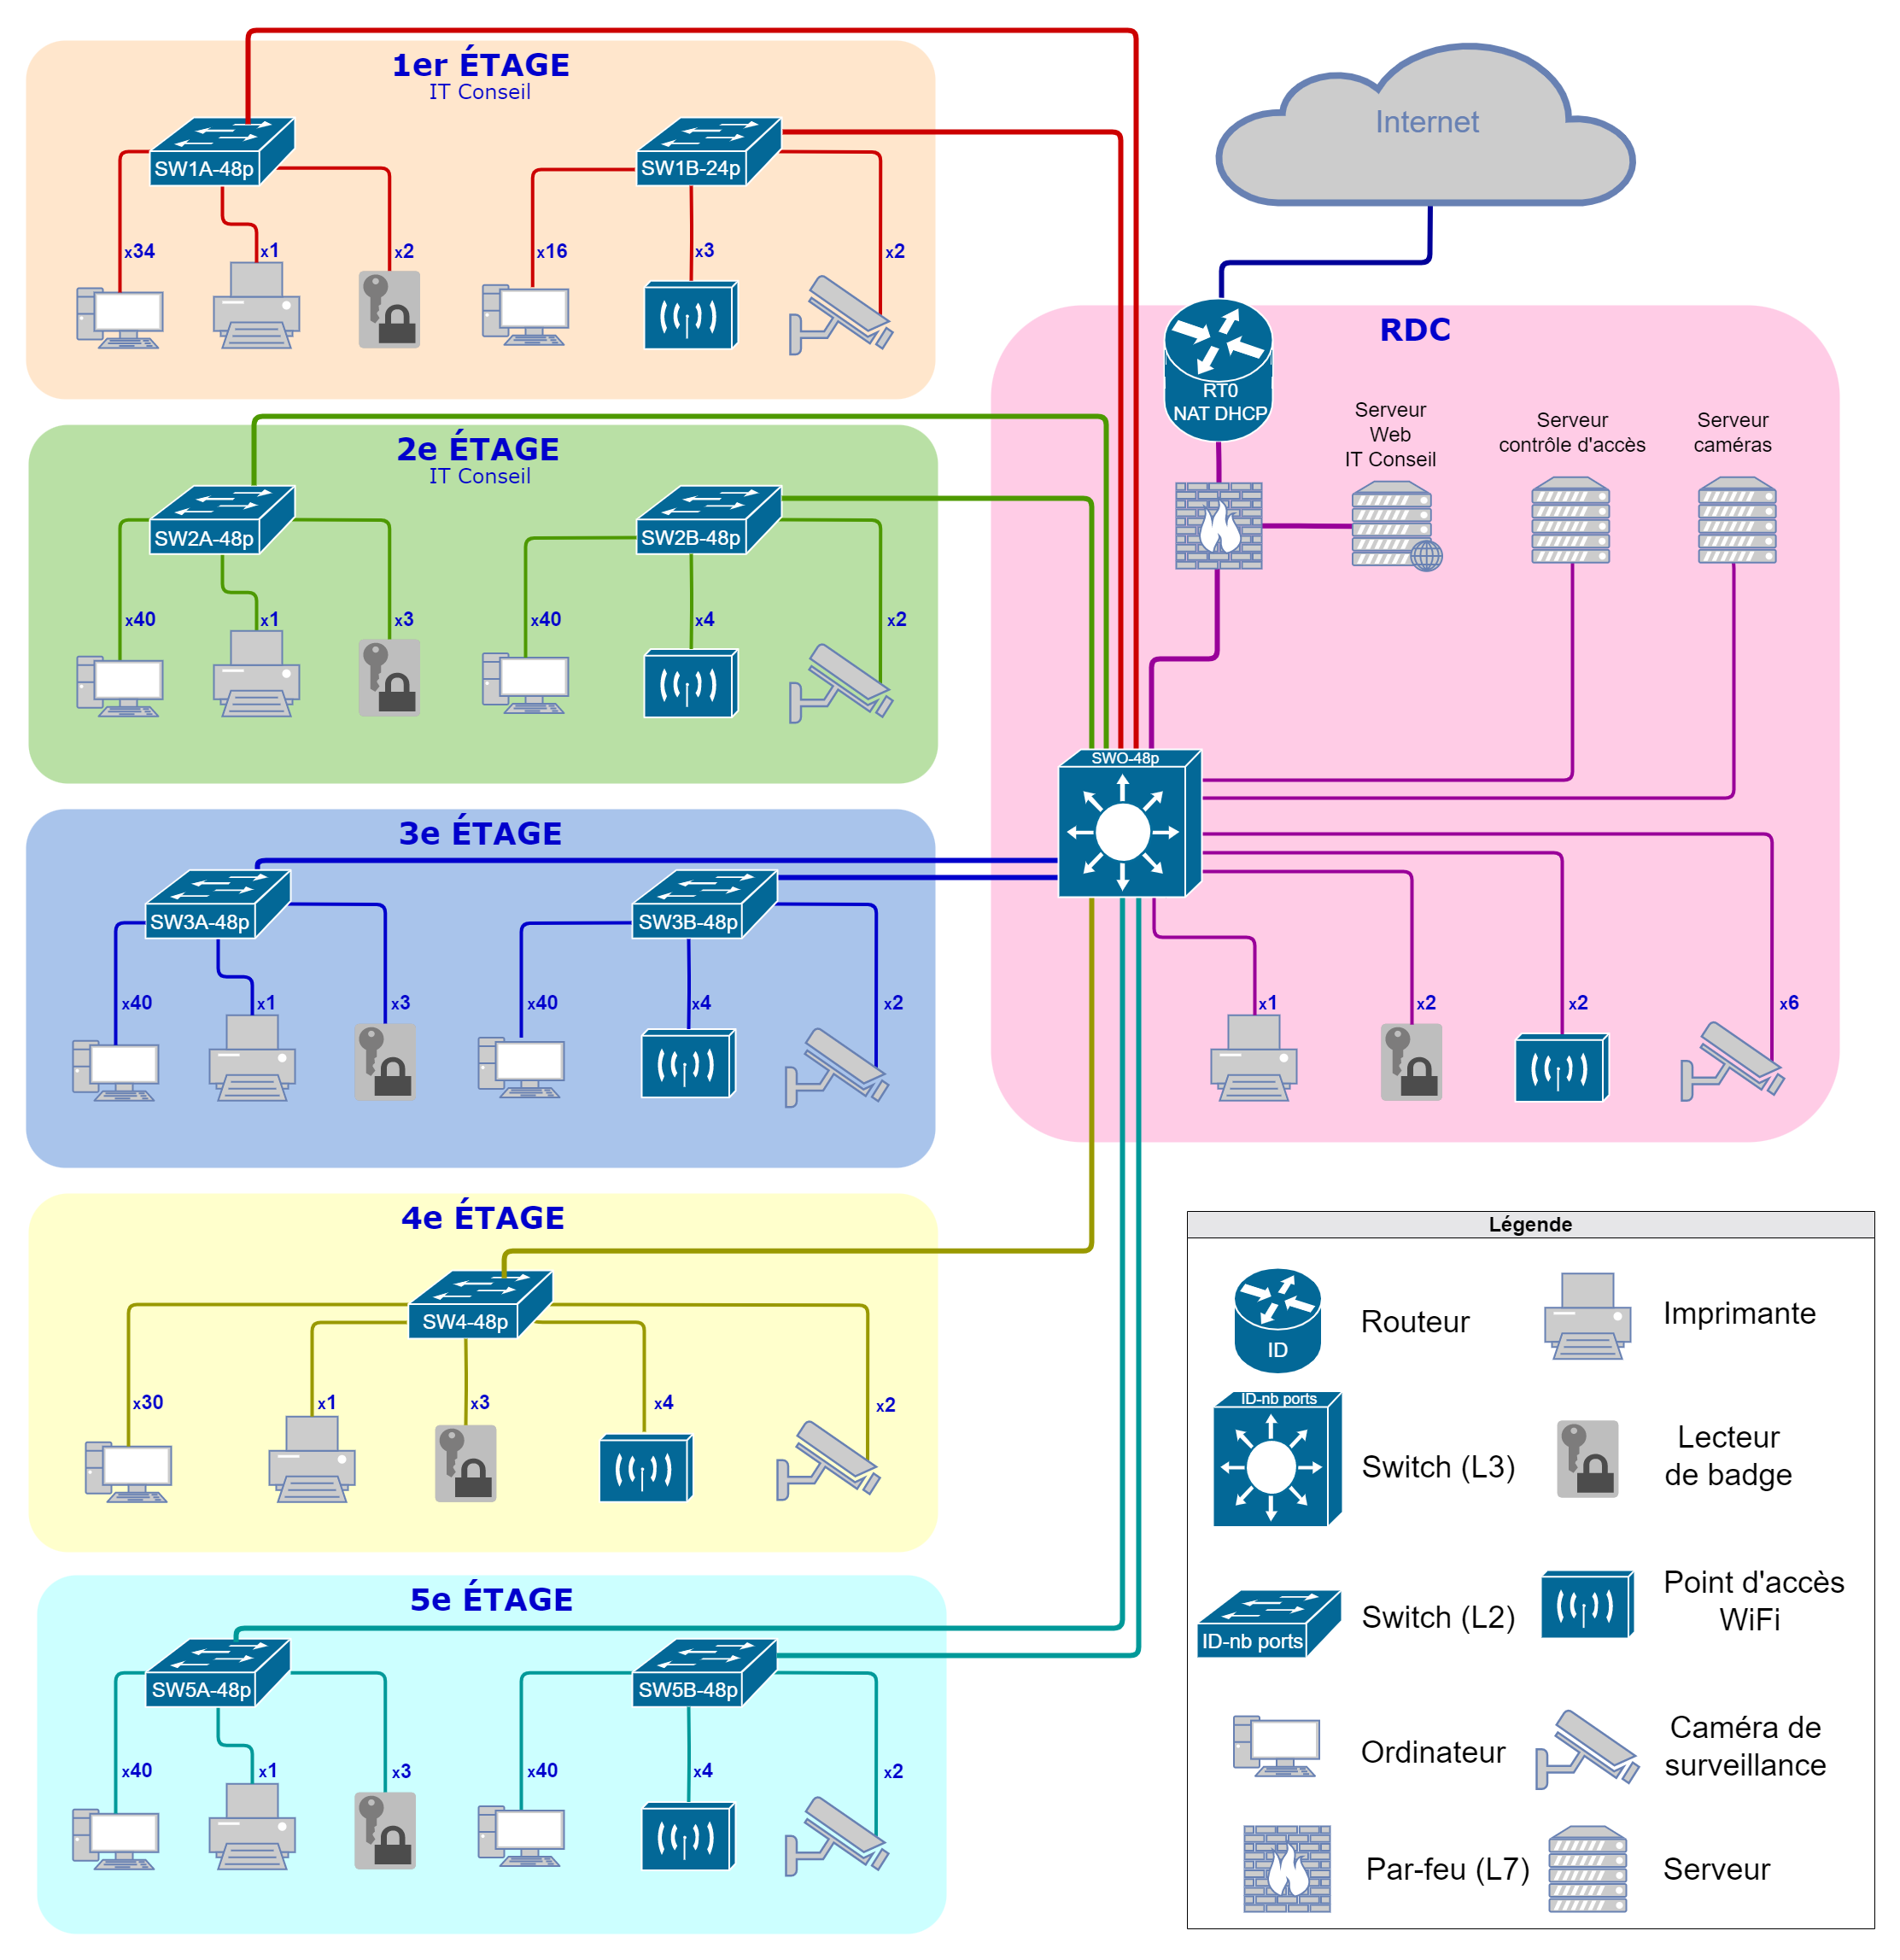 1er ÉTAGE
IT Conseil
SW1A-48p
SW1B-24p
x34
x1
x2
x16
x3
x2
2e ÉTAGE
IT Conseil
SW2A-48p
SW2B-48p
x40
x1
x3
x40
x4
x2
3e ÉTAGE
SW3A-48p
SW3B-48p
x40
x1
x3
x40
x4
x2
4e ÉTAGE
SW4-48p
x30
x1
x3
x4
x2
5e ÉTAGE
SW5A-48p
SW5B-48p
x40
x1
x3
x40
x4
x2
Internet
RDC
RT0
NAT DHCP
Serveur
Web
IT Conseil
Serveur
contrôle d'accès
Serveur
caméras
SWO-48p
x1
x2
x2
x6
Légende
ID
Routeur
Imprimante
ID-nb ports
Switch (L3)
Lecteur
de badge
ID-nb ports
Switch (L2)
Point d'accès
WiFi
Ordinateur
Caméra de
surveillance
Par-feu (L7)
Serveur